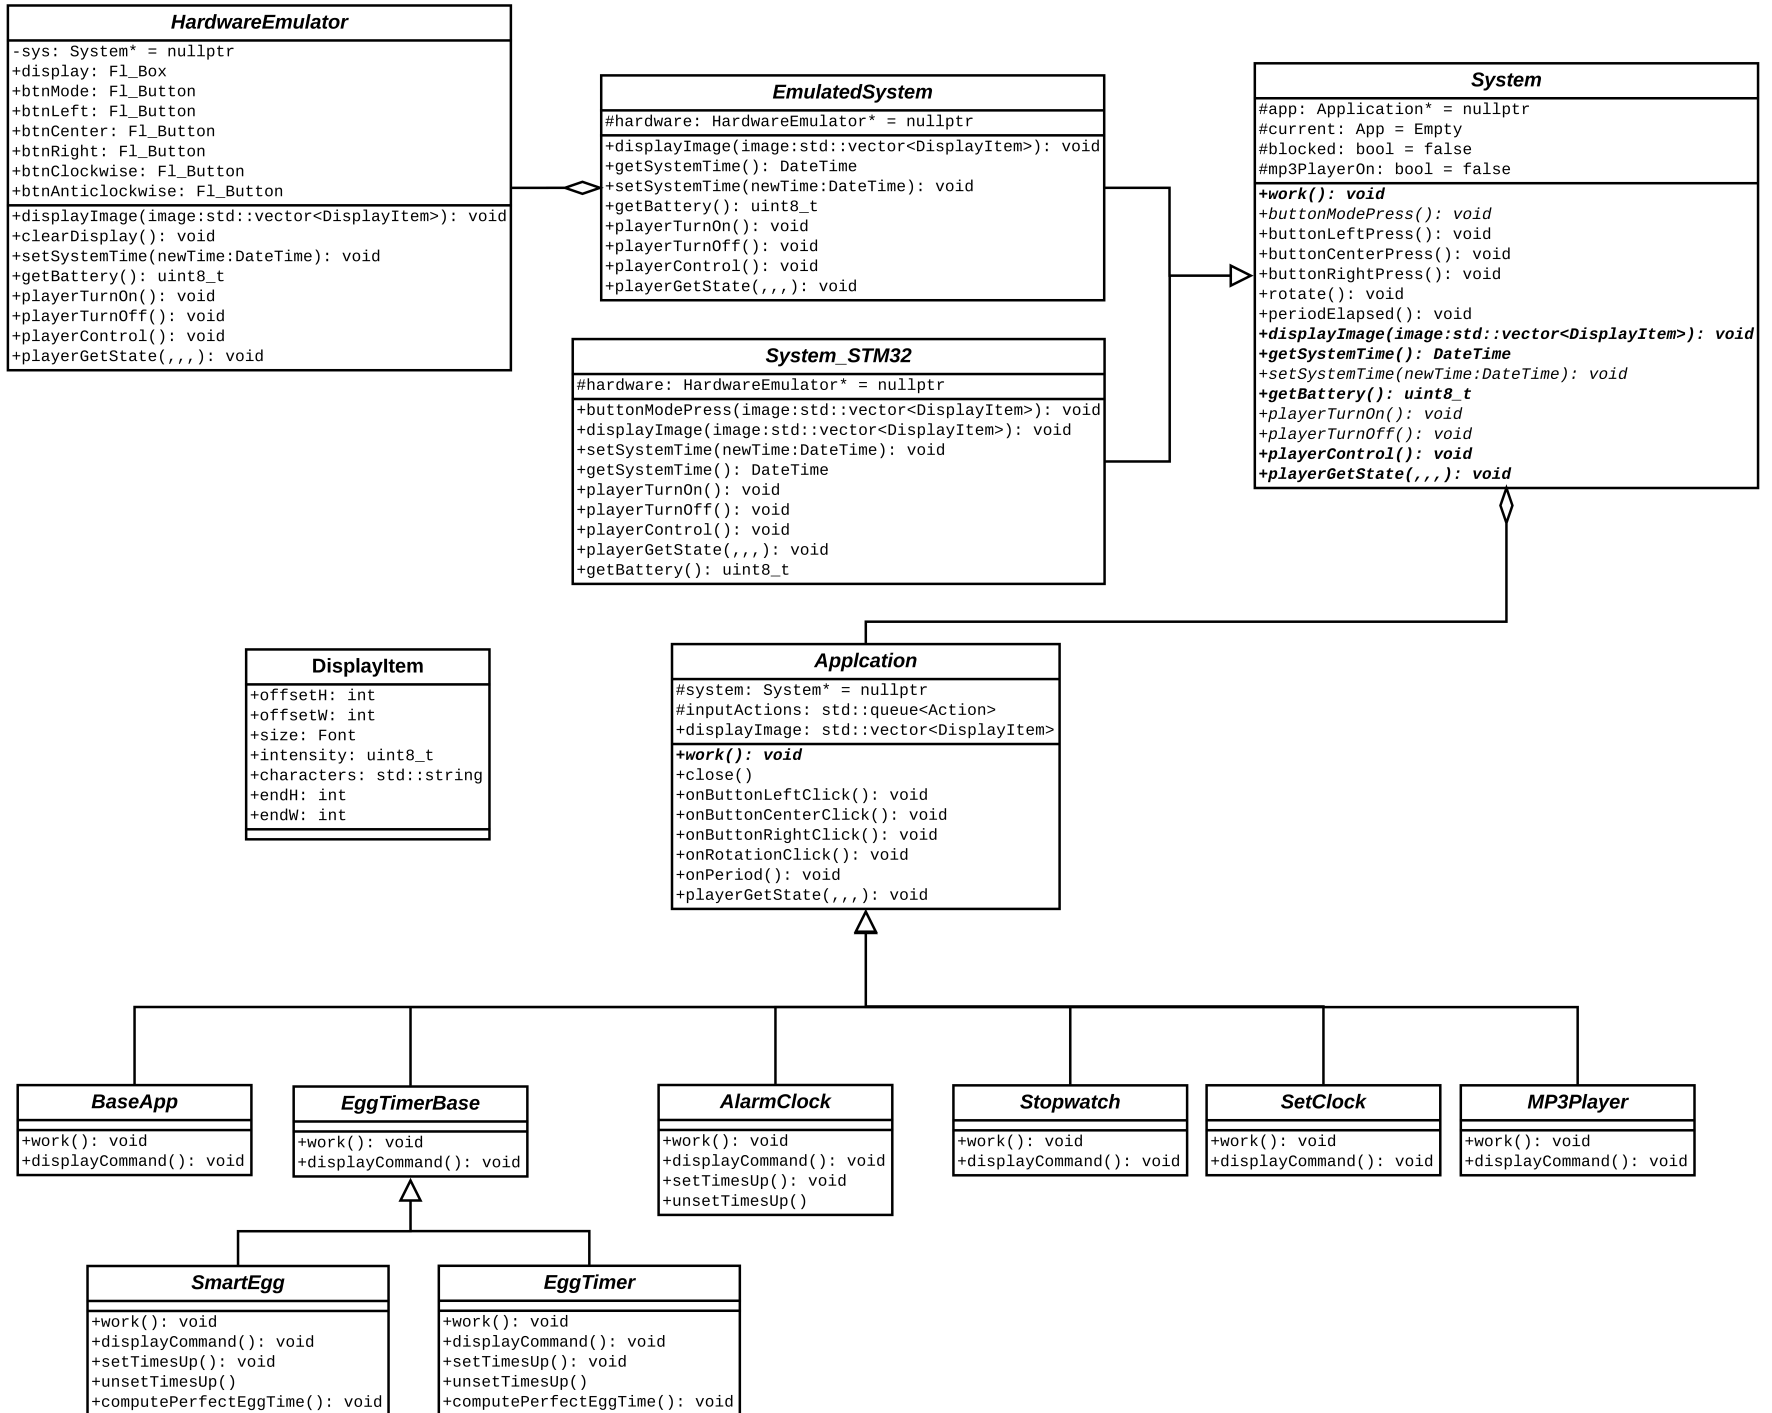 HardwareEmulator
-sys: System* = nullptr
+display: Fl_Box
+btnMode: Fl_Button
+btnLeft: Fl_Button
+btnCenter: Fl_Button
+btnRight: Fl_Button
+btnClockwise: Fl_Button
+btnAnticlockwise: Fl_Button
+displayImage(image:std::vector<DisplayItem>): void
+clearDisplay(): void
+setSystemTime(newTime:DateTime): void
+getBattery(): uint8_t
+playerTurnOn(): void
+playerTurnOff(): void
+playerControl(): void
+playerGetState(,,,): void
EmulatedSystem
#hardware: HardwareEmulator* = nullptr
+displayImage(image:std::vector<DisplayItem>): void
+getSystemTime(): DateTime
+setSystemTime(newTime:DateTime): void
+getBattery(): uint8_t
+playerTurnOn(): void
+playerTurnOff(): void
+playerControl(): void
+playerGetState(,,,): void
System
#app: Application* = nullptr
#current: App = Empty
#blocked: bool = false
#mp3PlayerOn: bool = false
+work(): void
+buttonModePress(): void
+buttonLeftPress(): void
+buttonCenterPress(): void
+buttonRightPress(): void
+rotate(): void
+periodElapsed(): void
+displayImage(image:std::vector<DisplayItem>): void
+getSystemTime(): DateTime
+setSystemTime(newTime:DateTime): void
+getBattery(): uint8_t
+playerTurnOn(): void
+playerTurnOff(): void
+playerControl(): void
+playerGetState(,,,): void
System_STM32
#hardware: HardwareEmulator* = nullptr
+buttonModePress(image:std::vector<DisplayItem>): void
+displayImage(image:std::vector<DisplayItem>): void
+setSystemTime(newTime:DateTime): void
+getSystemTime(): DateTime
+playerTurnOn(): void
+playerTurnOff(): void
+playerControl(): void
+playerGetState(,,,): void
+getBattery(): uint8_t
DisplayItem
+offsetH: int
+offsetW: int
+size: Font
+intensity: uint8_t
+characters: std::string
+endH: int
+endW: int
Applcation
#system: System* = nullptr
#inputActions: std::queue<Action>
+displayImage: std::vector<DisplayItem>
+work(): void
+close()
+onButtonLeftClick(): void
+onButtonCenterClick(): void
+onButtonRightClick(): void
+onRotationClick(): void
+onPeriod(): void
+playerGetState(,,,): void
BaseApp
+work(): void
+displayCommand(): void
EggTimerBase
+work(): void
+displayCommand(): void
AlarmClock
+work(): void
+displayCommand(): void
+setTimesUp(): void
+unsetTimesUp()
Stopwatch
+work(): void
+displayCommand(): void
SetClock
+work(): void
+displayCommand(): void
MP3Player
+work(): void
+displayCommand(): void
SmartEgg
+work(): void
+displayCommand(): void
+setTimesUp(): void
+unsetTimesUp()
+computePerfectEggTime(): void
EggTimer
+work(): void
+displayCommand(): void
+setTimesUp(): void
+unsetTimesUp()
+computePerfectEggTime(): void